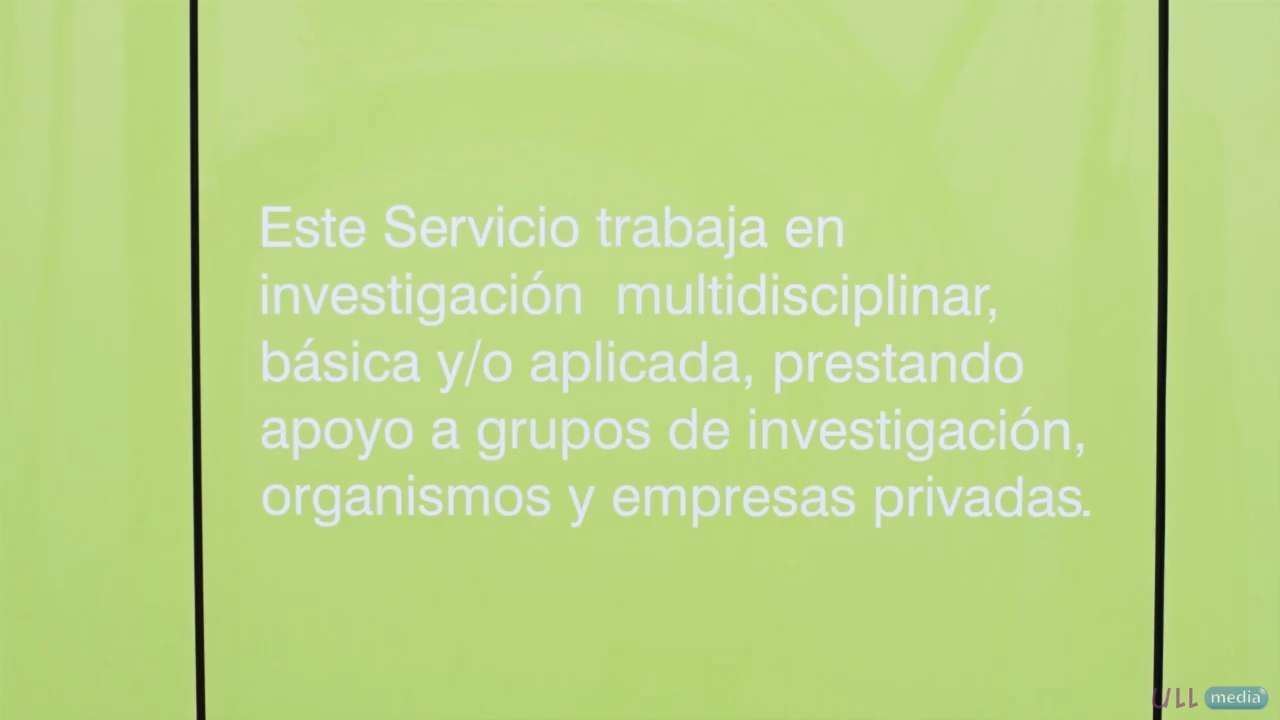 Este Servicio trabaja en
investigación multidisciplinar,
básica y/o aplicada, prestando
apoyo a grupos de investigación,
organismos y empresas privadas.
ULL media